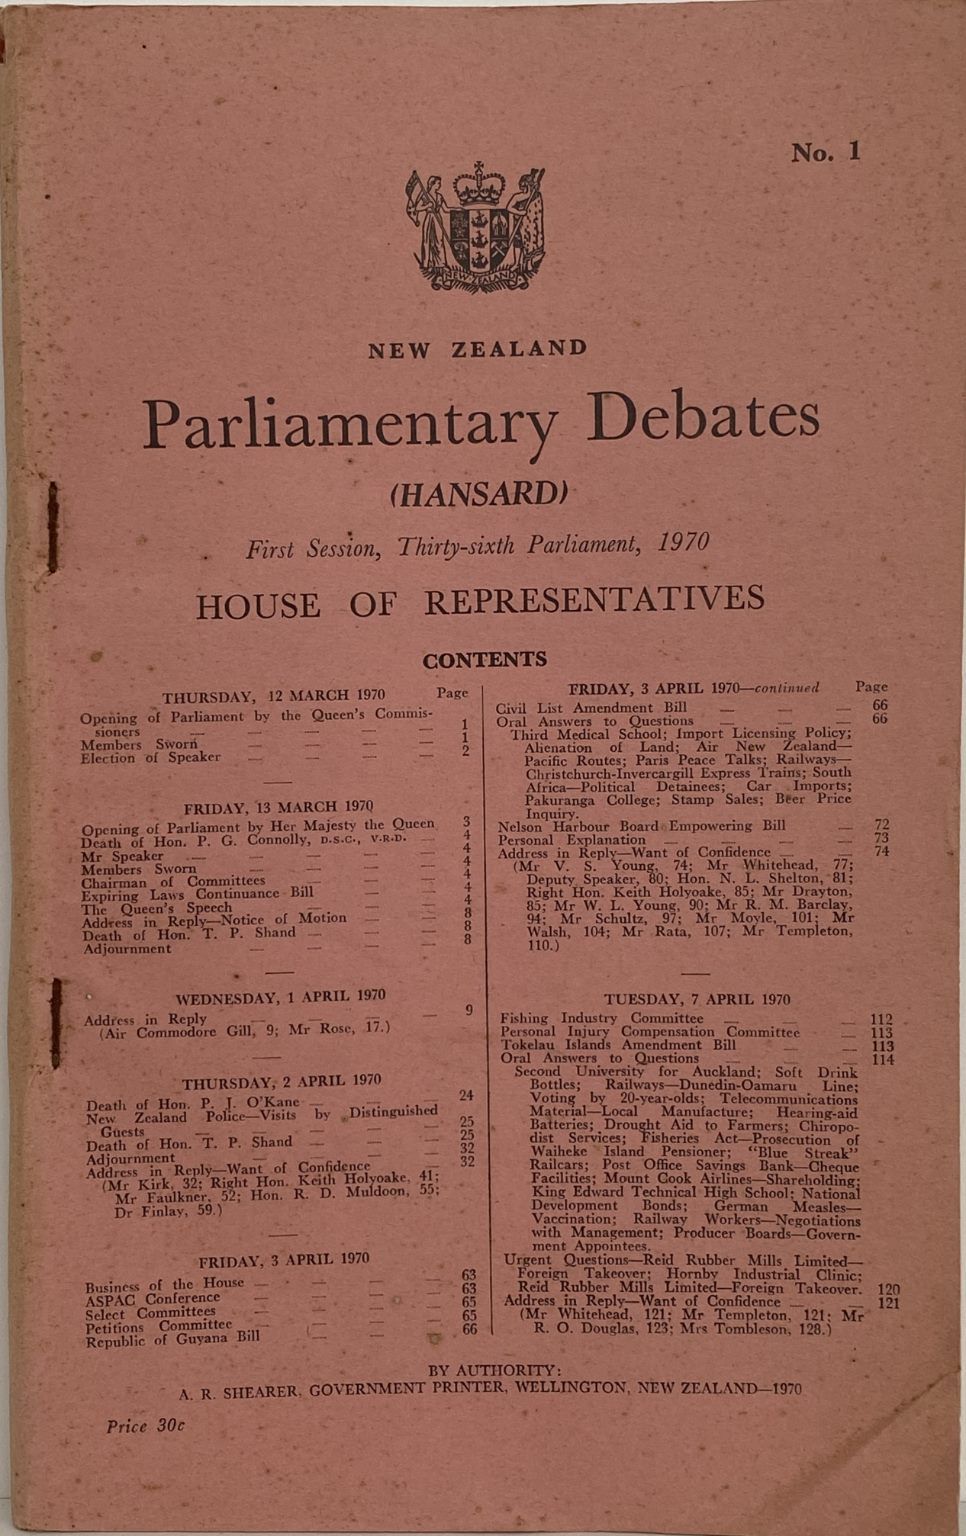 No. 1
NEW ZEALAND
NEW ZEALAND
Parliamentary Debates
(HANSARD)
First Session, Thirty-sixth Parliament, 1970
HOUSE OF REPRESENTATIVES
CONTENTS
THURSDAY, 12 MARCH 1970 Page
Opening of Parliament by the Queen's Commis-
sioners — — — — 1
Members Sworn — — — — 1
Election of Speaker — — — — 2
FRIDAY, 13 MARCH 1970
Opening of Parliament by Her Majesty the Queen 3
Death of Hon. P. G. Connolly, D.S.C., V.R.D. — 4
Mr Speaker — — — — — 4
Members Sworn — — — — 4
Chairman of Committees — — — 4
Expiring Laws Continuance Bill — — 4
The Queen's Speech — — — — 4
Address in Reply—Notice of Motion — — 8
Death of Hon. T. P. Shand — — — 8
Adjournment — — — — 8
WEDNESDAY, 1 APRIL 1970
Address in Reply — — — — 9
(Air Commodore Gill, 9; Mr Rose, 17.)
THURSDAY, 2 APRIL 1970
Death of Hon. P. J. O'Kane — — — 24
New Zealand Police—Visits by Distinguished
Guests — — — — 25
Death of Hon. T. P. Shand — — — 25
Adjournment — — — — 32
Address in Reply—Want of Confidence — — 32
(Mr Kirk, 32; Right Hon. Keith Holyoake, 41;
Mr Faulkner, 52; Hon. R. D. Muldoon, 55;
Dr Finlay, 59.)
FRIDAY, 3 APRIL 1970
Business of the House — — — — 63
ASPAC Conference — — — — 63
Select Committees — — — — 65
Petitions Committee — — — — 65
Republic of Guyana Bill — — — 66
FRIDAY, 3 APRIL 1970—continued Page
Civil List Amendment Bill — — — 66
Oral Answers to Questions — — — 66
Third Medical School; Import Licensing Policy;
Alienation of Land; Air New Zealand—
Pacific Routes; Paris Peace Talks; Railways—
Christchurch-Invercargill Express Trains; South
Africa—Political Detainees; Car Imports;
Pakuranga College; Stamp Sales; Beer Price
Inquiry.
Nelson Harbour Board Empowering Bill — 72
Personal Explanation — — — — 73
Address in Reply—Want of Confidence — — 74
(Mr V. S. Young, 74; Mr Whitehead, 77;
Deputy Speaker, 80; Hon. N. L. Shelton, 81;
Right Hon. Keith Holyoake, 85; Mr Drayton,
85; Mr W. L. Young, 90; Mr R. M. Barclay,
94; Mr Schultz, 97; Mr Moyle, 101; Mr
Walsh, 104; Mr Rata, 107; Mr Templeton,
110.)
TUESDAY, 7 APRIL 1970
Fishing Industry Committee — — — 112
Personal Injury Compensation Committee — 113
Tokelau Islands Amendment Bill — — 113
Oral Answers to Questions — — — 114
Second University for Auckland; Soft Drink
Bottles; Railways—Dunedin-Oamaru Line;
Voting by 20-year-olds; Telecommunications
Material—Local Manufacture; Hearing-aid
Batteries; Drought Aid to Farmers; Chiropo-
dist Services; Fisheries Act—Prosecution of
Waiheke Island Pensioner; "Blue Streak"
Railcars; Post Office Savings Bank—Cheque
Facilities; Mount Cook Airlines—Shareholding;
King Edward Technical High School; National
Development Bonds; German Measles—
Vaccination; Railway Workers—Negotiations
with Management; Producer Boards—Govern-
ment Appointees.
Urgent Questions—Reid Rubber Mills Limited—
Foreign Takeover; Hornby Industrial Clinic;
Reid Rubber Mills Limited—Foreign Takeover. 120
Address in Reply—Want of Confidence — — 121
(Mr Whitehead, 121; Mr Templeton, 121; Mr
R. O. Douglas, 123; Mrs Tombleson, 128.)
BY AUTHORITY:
A. R. SHEARER, GOVERNMENT PRINTER, WELLINGTON, NEW ZEALAND—1970
Price 30c